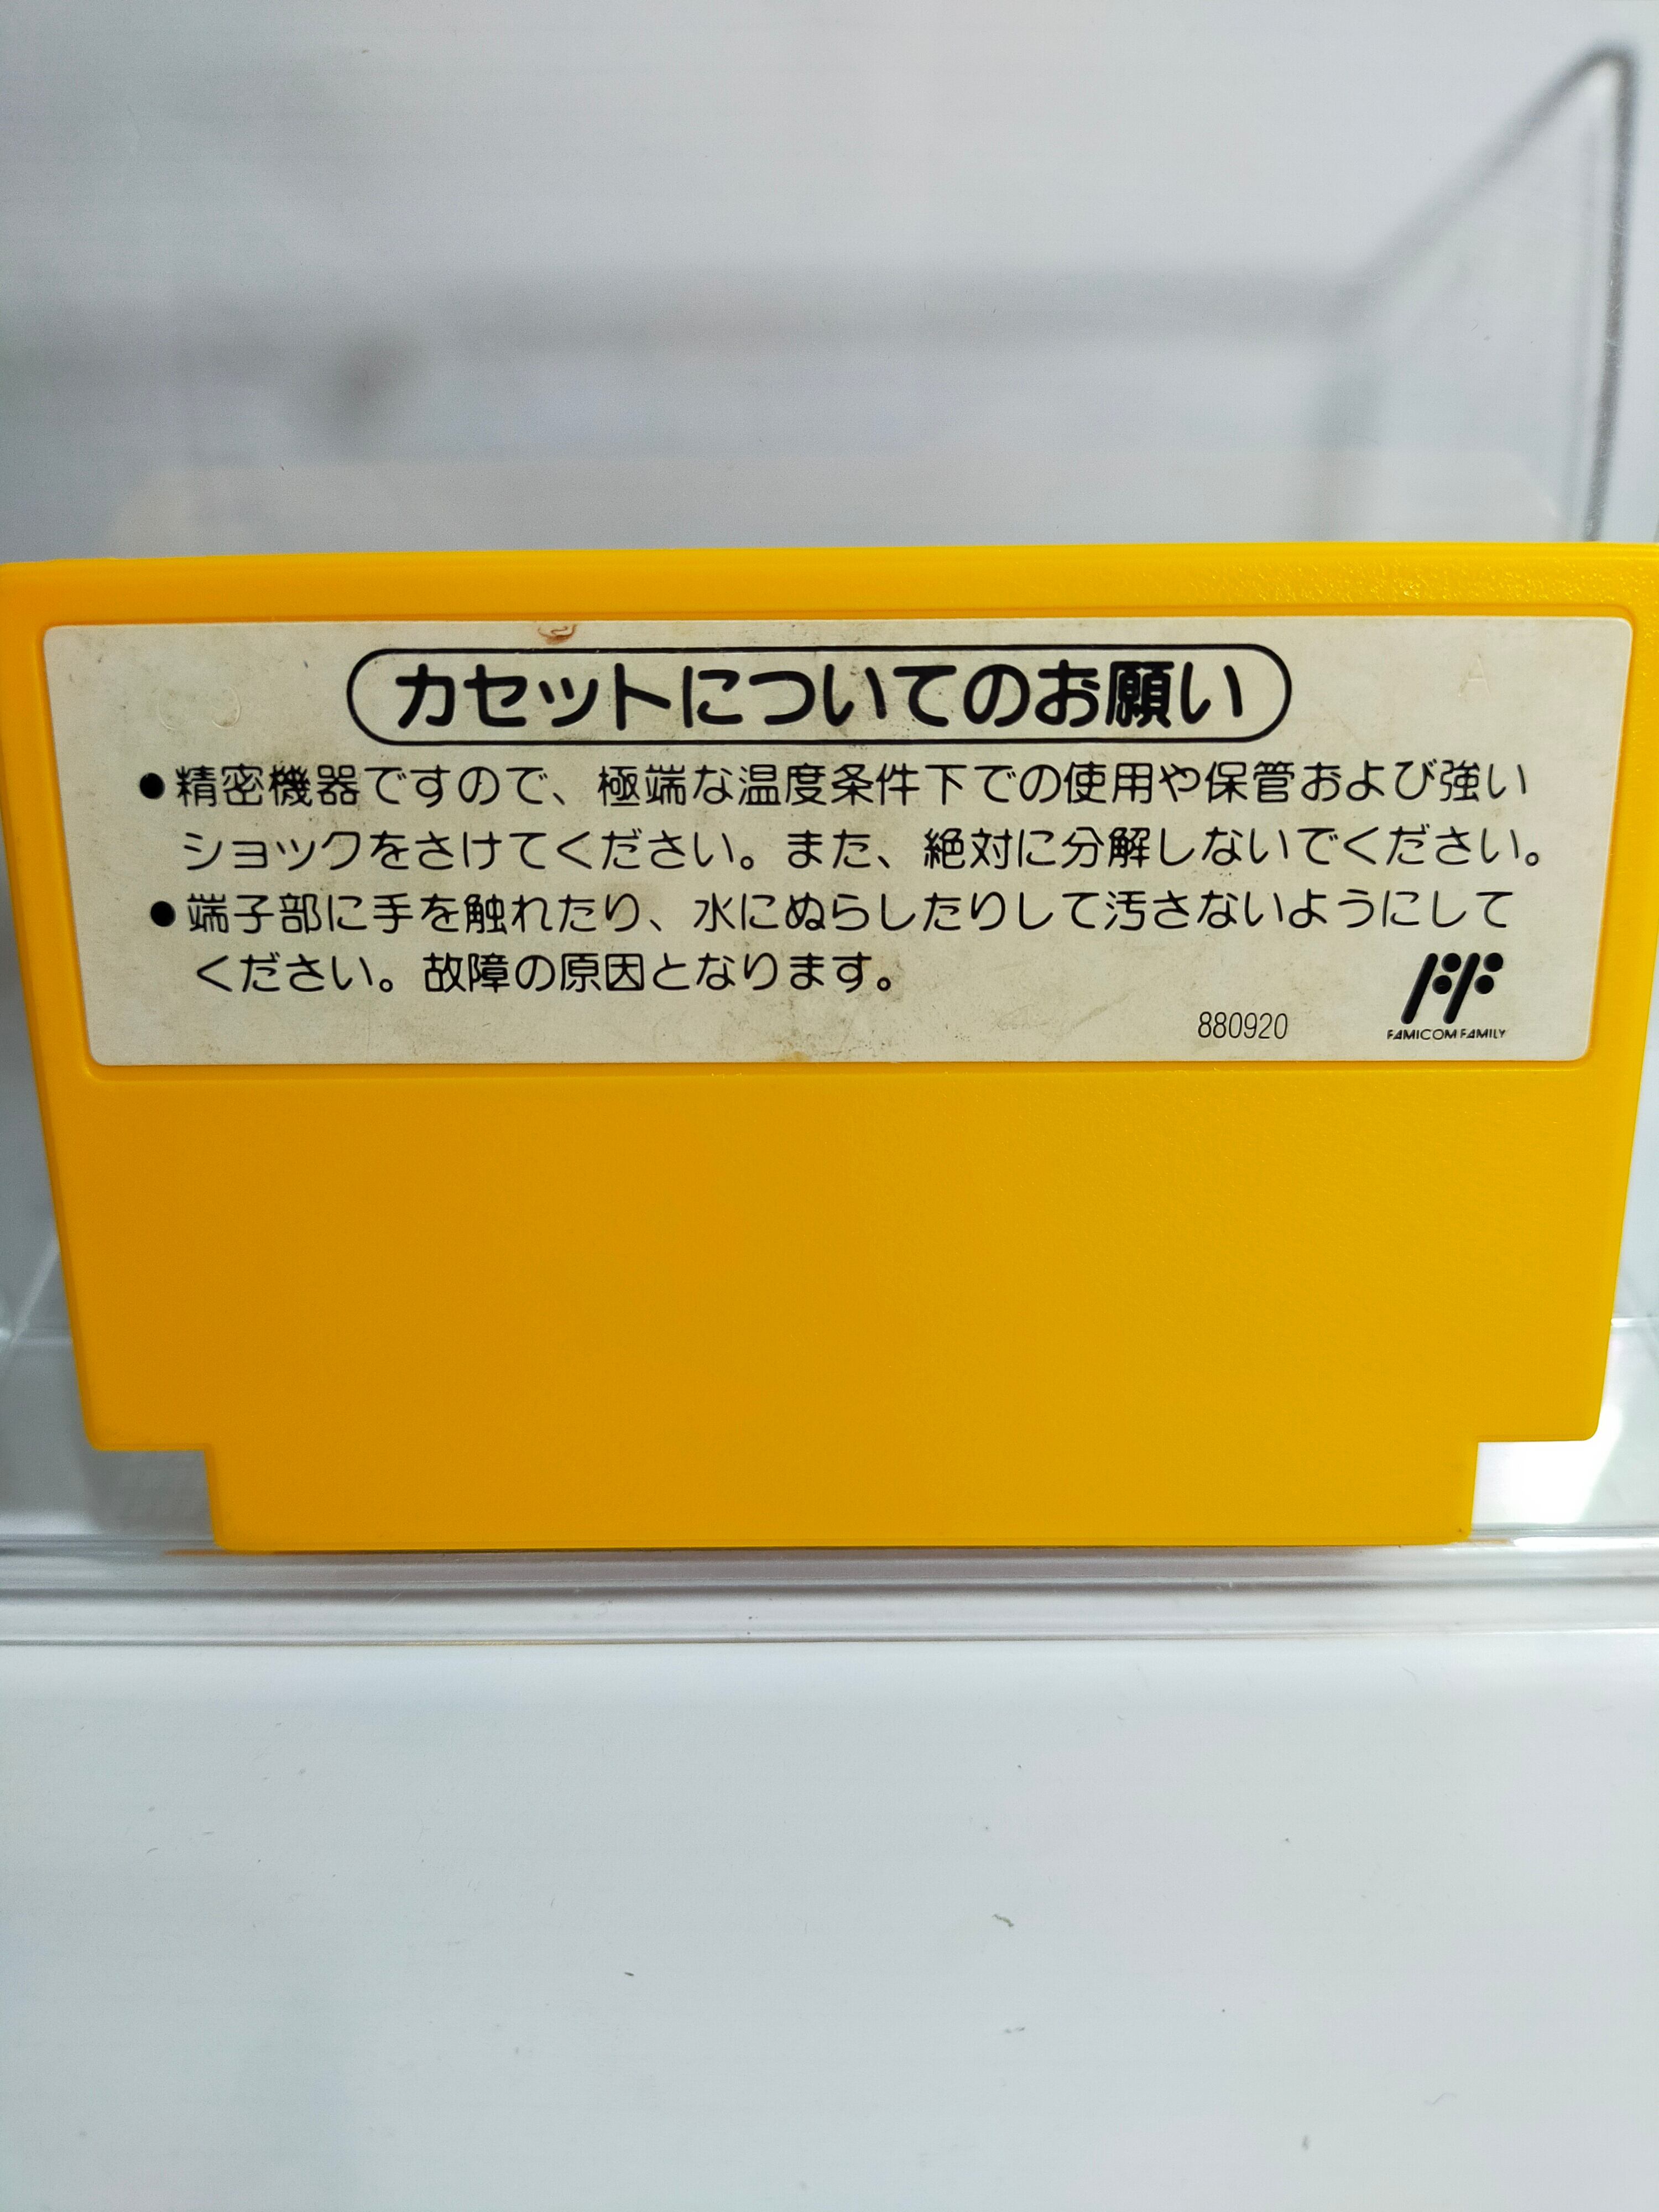 カセットについてのお願い
●精密機器ですので、極端な温度条件下での使用や保管および強い
ショックをさけてください。また、絶対に分解しないでください。
●端子部に手を触れたり、水にぬらしたりして汚さないようにして
ください。故障の原因となります。
880920
FAMICOM FAMILY